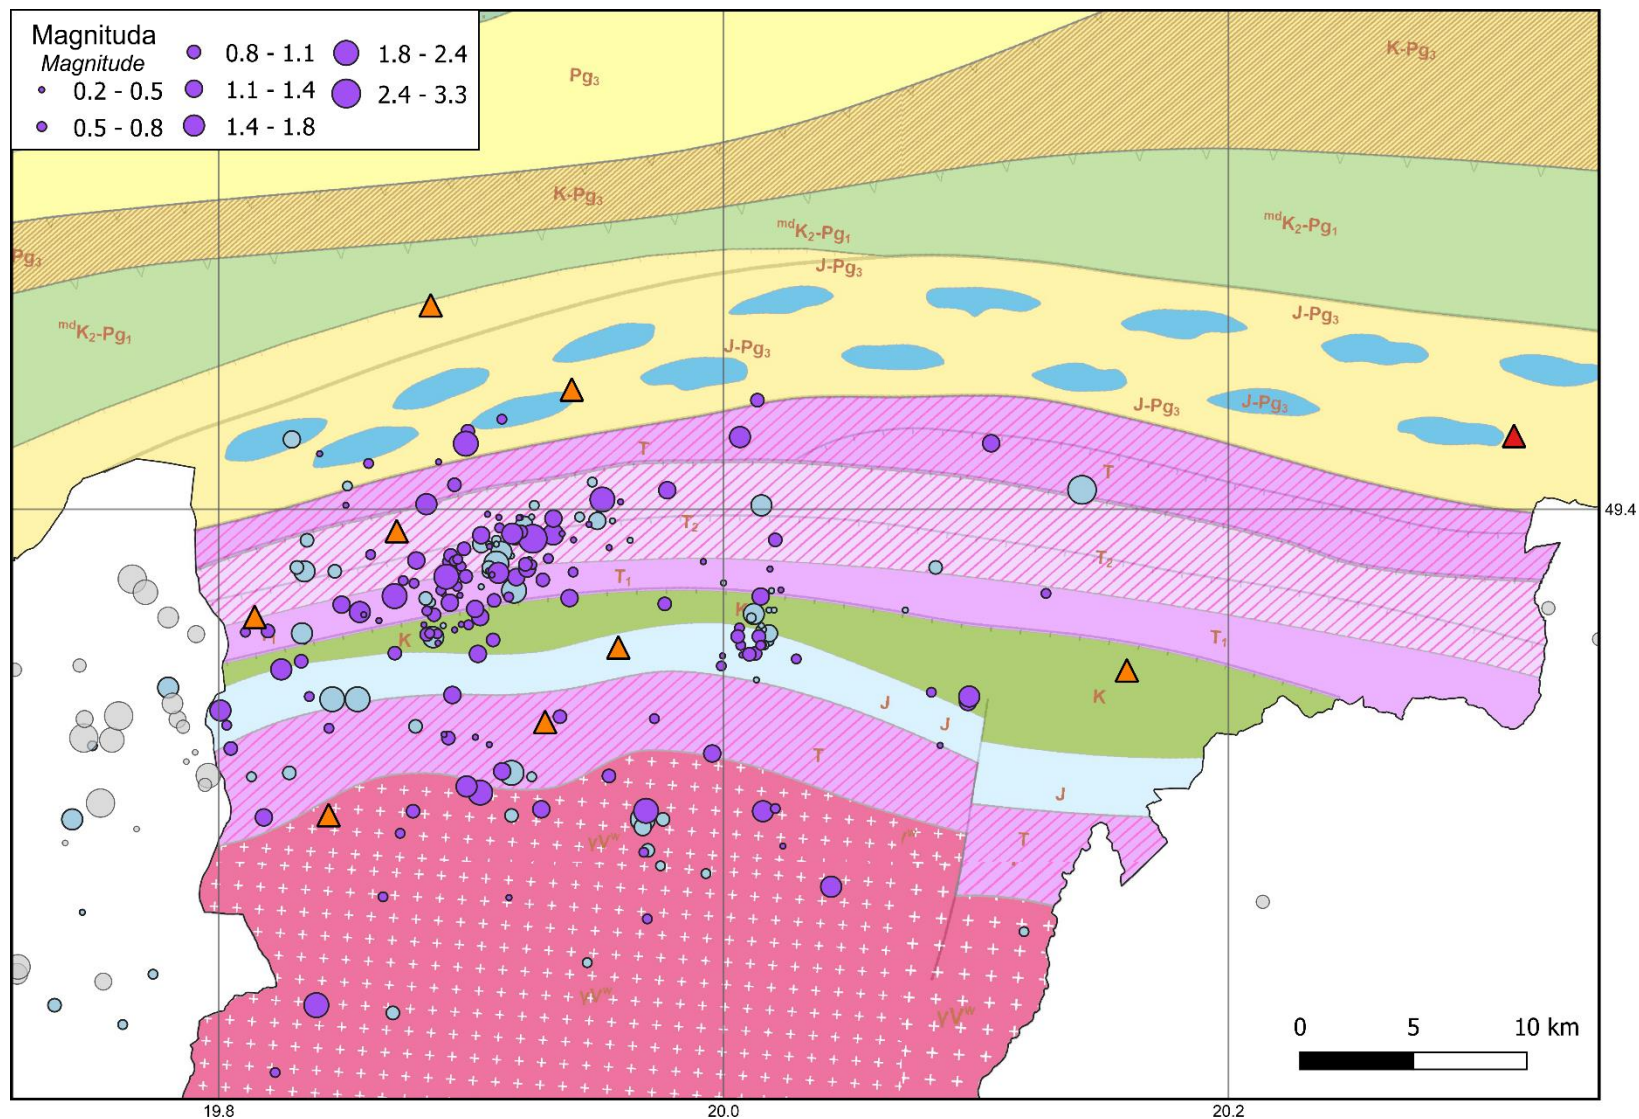 Magnituda
Magnitude
0.2 - 0.5
0.5 - 0.8
0.8 - 1.1
1.1 - 1.4
1.4 - 1.8
1.8 - 2.4
2.4 - 3.3
K-Pg₃
Pg₃
K-Pg₃
ᵐᵈK₂-Pg₁
ᵐᵈK₂-Pg₁
Pg₃
J-Pg₃
J-Pg₃
ᵐᵈK₂-Pg₁
J-Pg₃
J-Pg₃
J-Pg₃
T
T
49.4
T₂
T₂
T₁
K
T₁
K
K
J
J
T
J
T
γVʷ
γVʷ
γVʷ
0 5 10 km
19.8 20.0 20.2